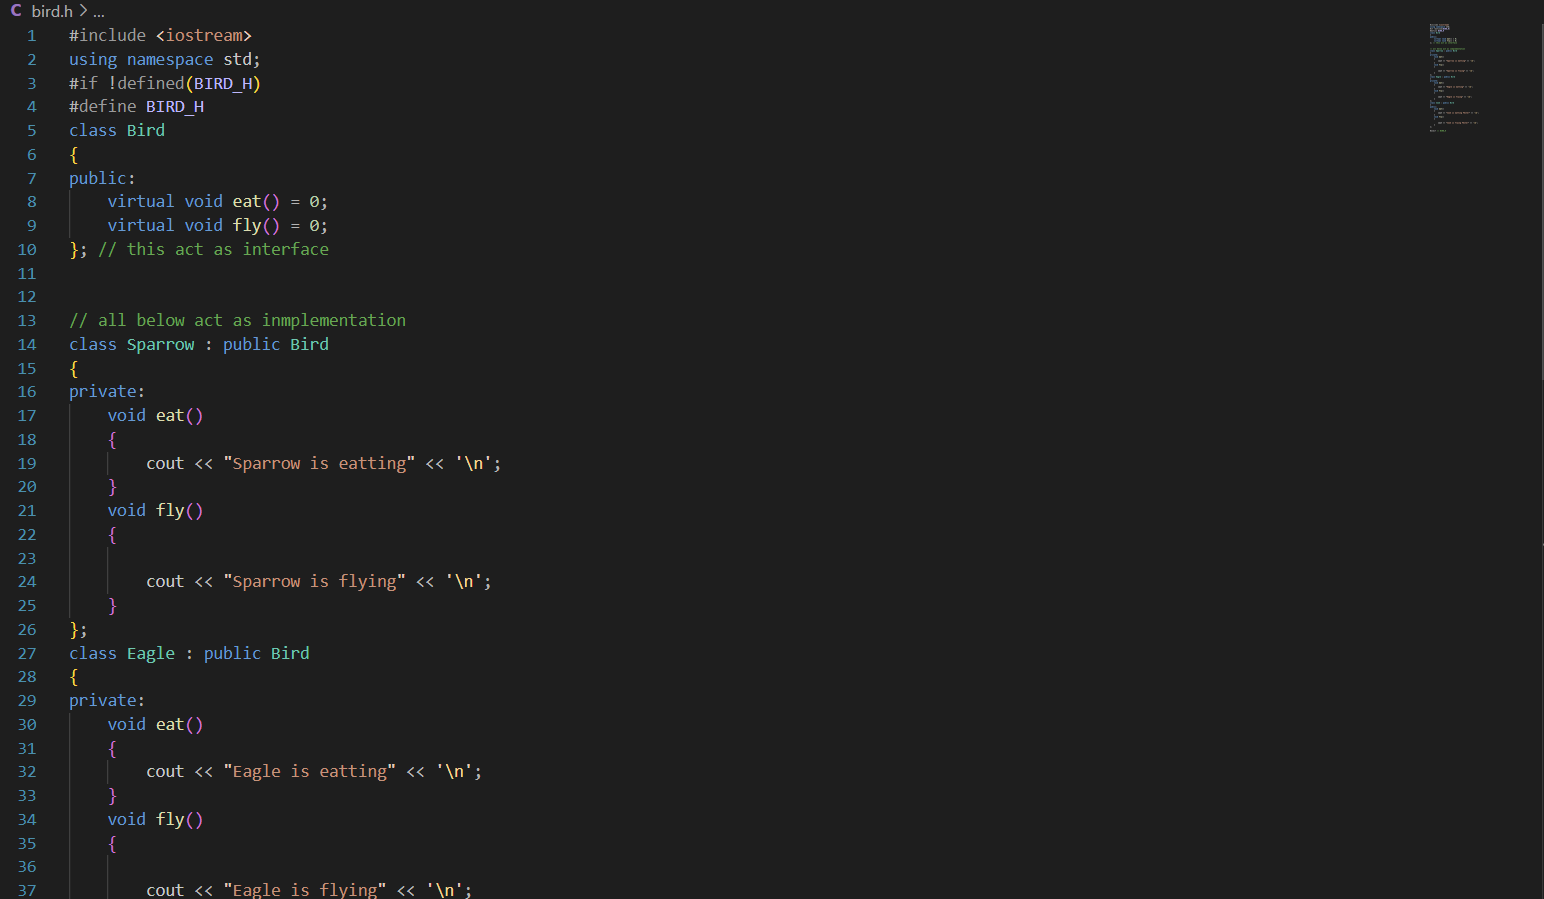 C bird.h > ...
1 #include <iostream>
2 using namespace std;
3 #if !defined(BIRD_H)
4 #define BIRD_H
5 class Bird
6 {
7 public:
8 virtual void eat() = 0;
9 virtual void fly() = 0;
10 }; // this act as interface
11
12
13 // all below act as inmplementation
14 class Sparrow : public Bird
15 {
16 private:
17 void eat()
18 {
19 cout << "Sparrow is eatting" << '\n';
20 }
21 void fly()
22 {
23
24 cout << "Sparrow is flying" << '\n';
25 }
26 };
27 class Eagle : public Bird
28 {
29 private:
30 void eat()
31 {
32 cout << "Eagle is eatting" << '\n';
33 }
34 void fly()
35 {
36
37 cout << "Eagle is flying" << '\n';